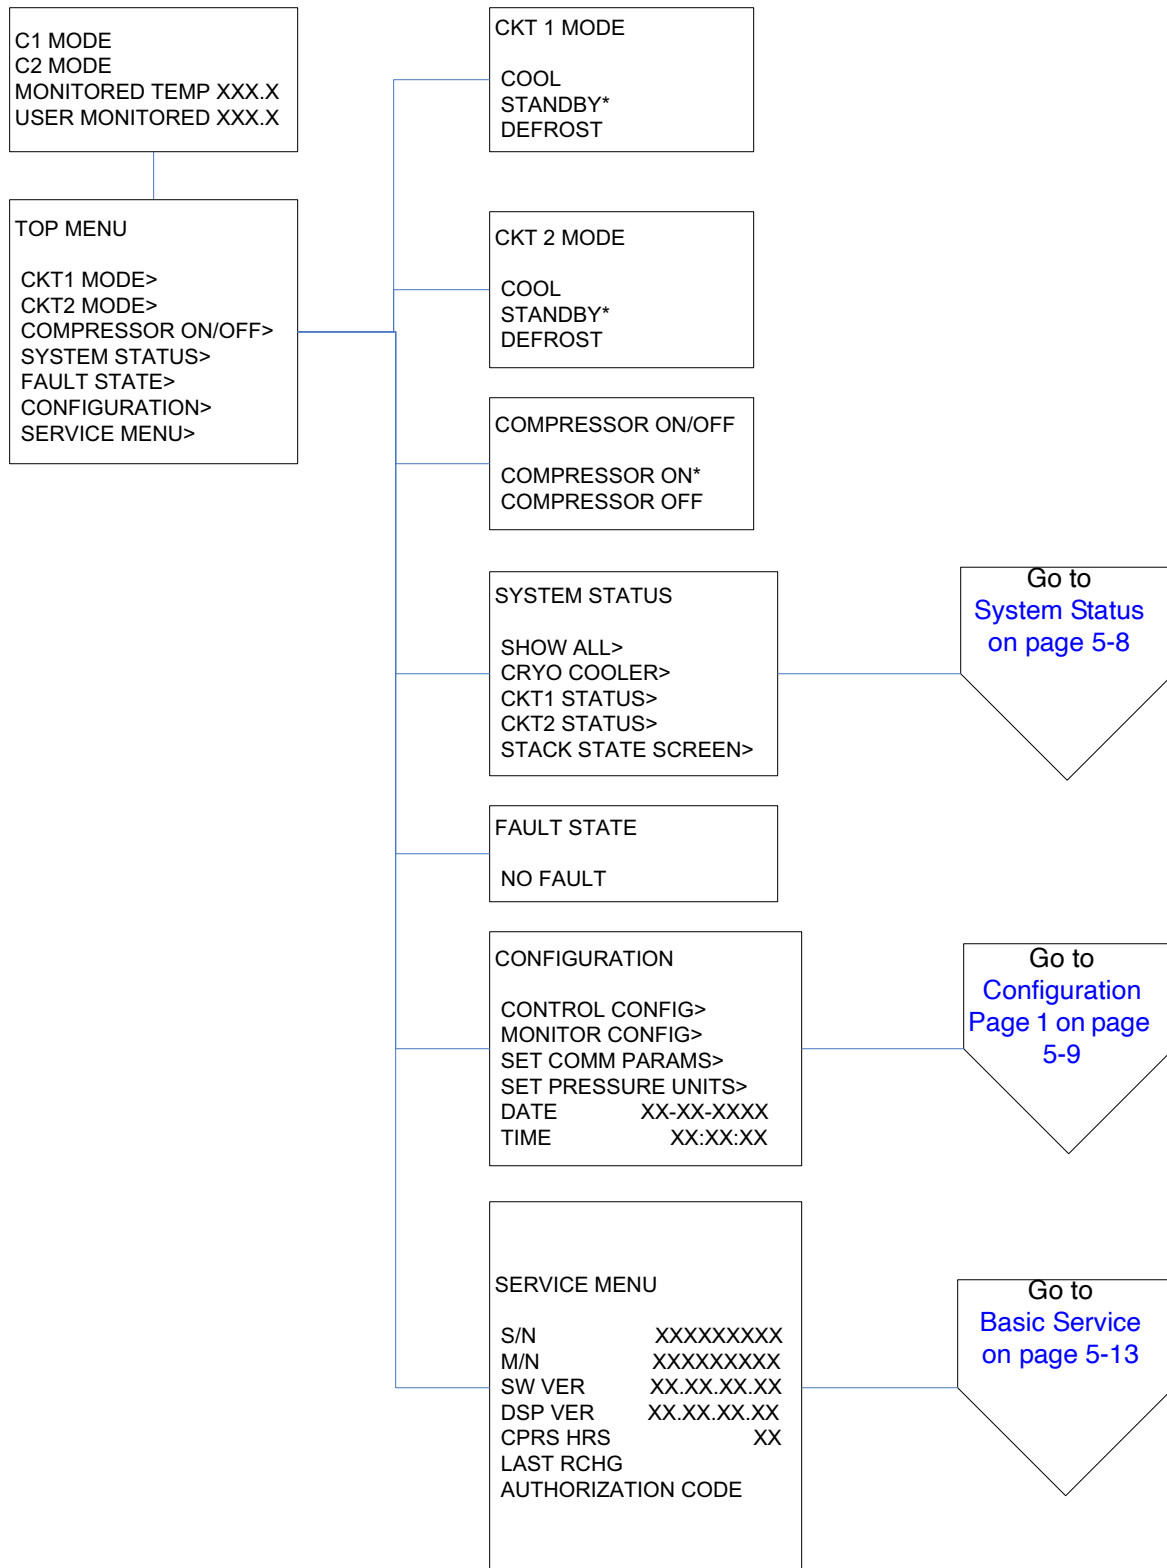 C1 MODE
C2 MODE
MONITORED TEMP XXX.X
USER MONITORED XXX.X
TOP MENU
CKT1 MODE>
CKT2 MODE>
COMPRESSOR ON/OFF>
SYSTEM STATUS>
FAULT STATE>
CONFIGURATION>
SERVICE MENU>
CKT 1 MODE
COOL
STANDBY*
DEFROST
CKT 2 MODE
COOL
STANDBY*
DEFROST
COMPRESSOR ON/OFF
COMPRESSOR ON*
COMPRESSOR OFF
SYSTEM STATUS
SHOW ALL>
CRYO COOLER>
CKT1 STATUS>
CKT2 STATUS>
STACK STATE SCREEN>
Go to
System Status
on page 5-8
FAULT STATE
NO FAULT
CONFIGURATION
CONTROL CONFIG>
MONITOR CONFIG>
SET COMM PARAMS>
SET PRESSURE UNITS>
DATE XX-XX-XXXX
TIME XX:XX:XX
Go to
Configuration
Page 1 on page
5-9
SERVICE MENU
S/N XXXXXXXXX
M/N XXXXXXXXX
SW VER XX.XX.XX.XX
DSP VER XX.XX.XX.XX
CPRS HRS XX
LAST RCHG
AUTHORIZATION CODE
Go to
Basic Service
on page 5-13